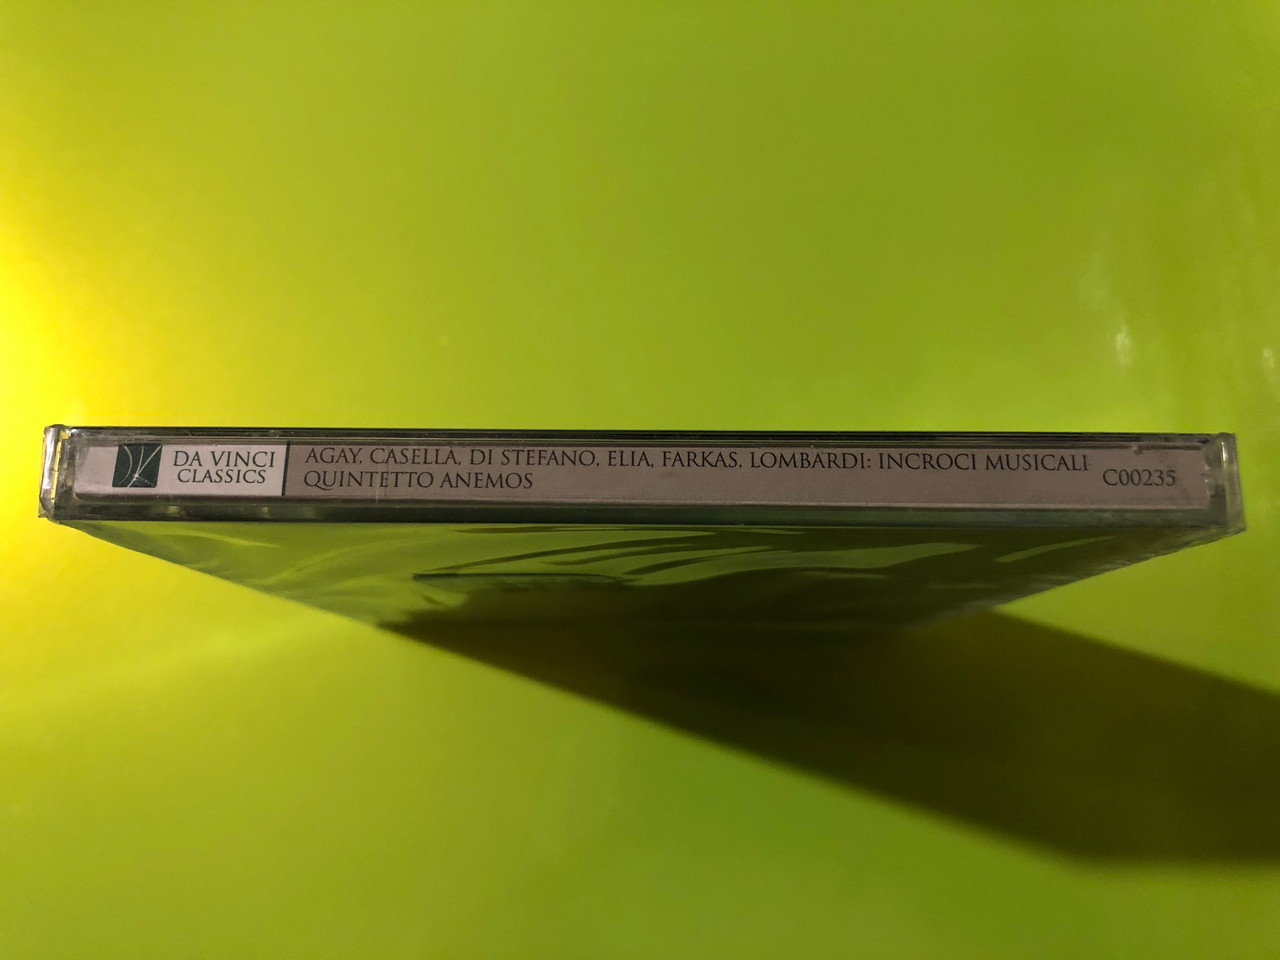 DA VINCI
CLASSICS
AGAY, CASELLA, DI STEFANO, ELIA, FARKAS, LOMBARDI: INCROCI MUSICALI
QUINTETTO ANEMOS
C00235